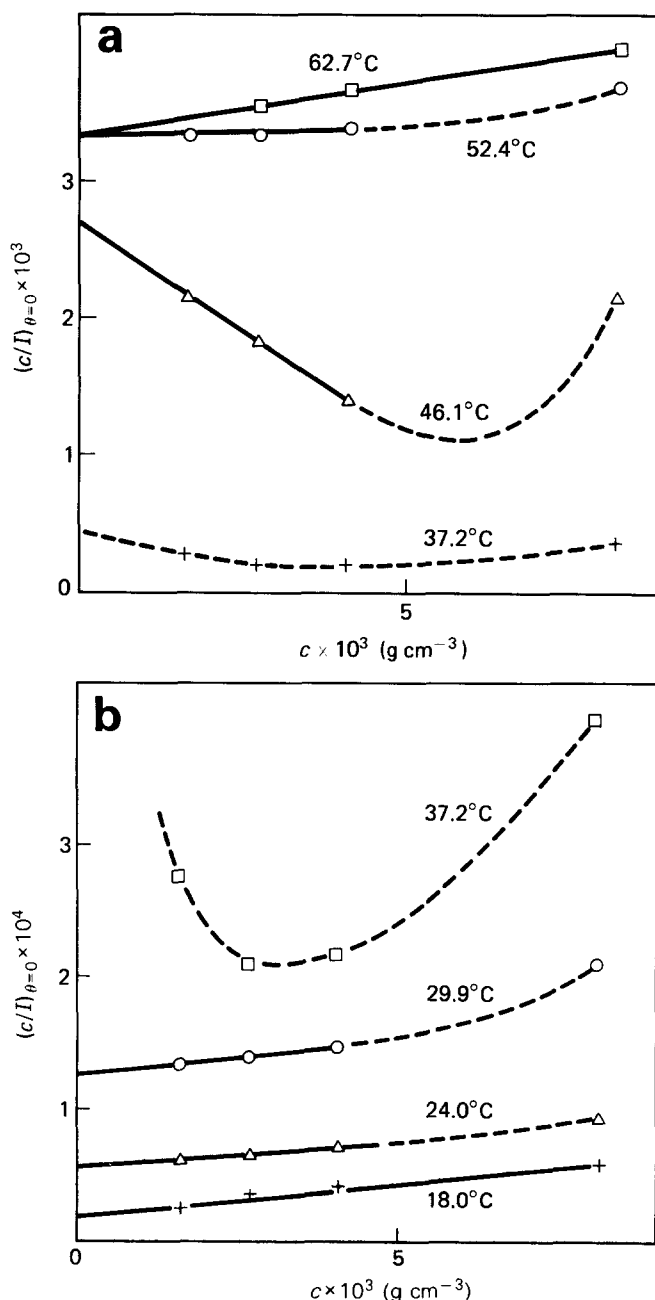 a
62.7°C
52.4°C
3
(c/I)θ=0 × 10³
2
46.1°C
1
37.2°C
0
5
c × 10³ (g cm⁻³)
b
37.2°C
3
(c/I)θ=0 × 10⁴
2
29.9°C
1
24.0°C
18.0°C
0
5
c × 10³ (g cm⁻³)